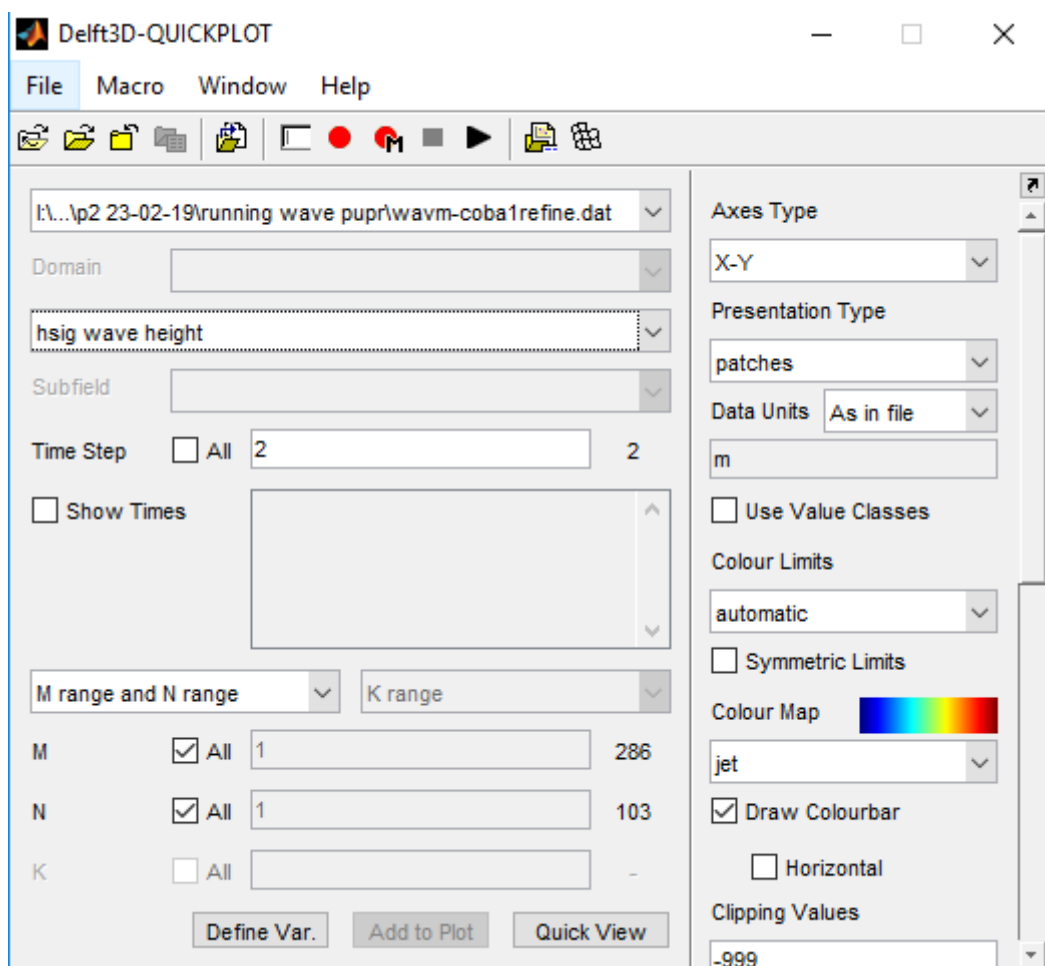 Delft3D-QUICKPLOT
File Macro Window Help
M
I:\...\p2 23-02-19\running wave pupr\wavm-coba1refine.dat
Domain
hsig wave height
Subfield
Time Step All 2 2
Show Times
M range and N range K range
M All 1 286
N All 1 103
K All -
Define Var. Add to Plot Quick View
Axes Type
X-Y
Presentation Type
patches
Data Units As in file
m
Use Value Classes
Colour Limits
automatic
Symmetric Limits
Colour Map
jet
Draw Colourbar
Horizontal
Clipping Values
-999